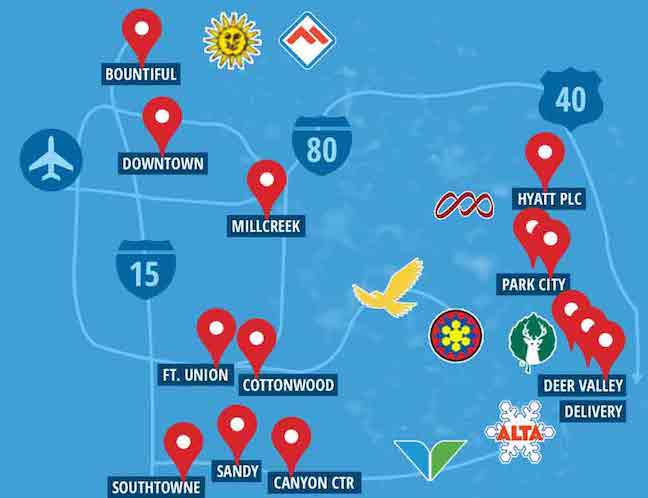 BOUNTIFUL
40
DOWNTOWN
80
HYATT PLC
MILLCREEK
15
PARK CITY
FT. UNION
COTTONWOOD
DEER VALLEY
DELIVERY
ALTA
SANDY
CANYON CTR
SOUTHTOWNE